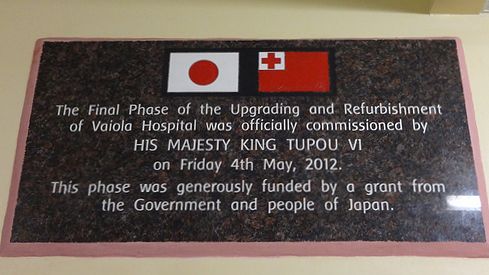 The Final Phase of the Upgrading and Refurbishment
of Vaiola Hospital was officially commissioned by
HIS MAJESTY KING TUPOU VI
on Friday 4th May, 2012.
This phase was generously funded by a grant from
the Government and people of Japan.